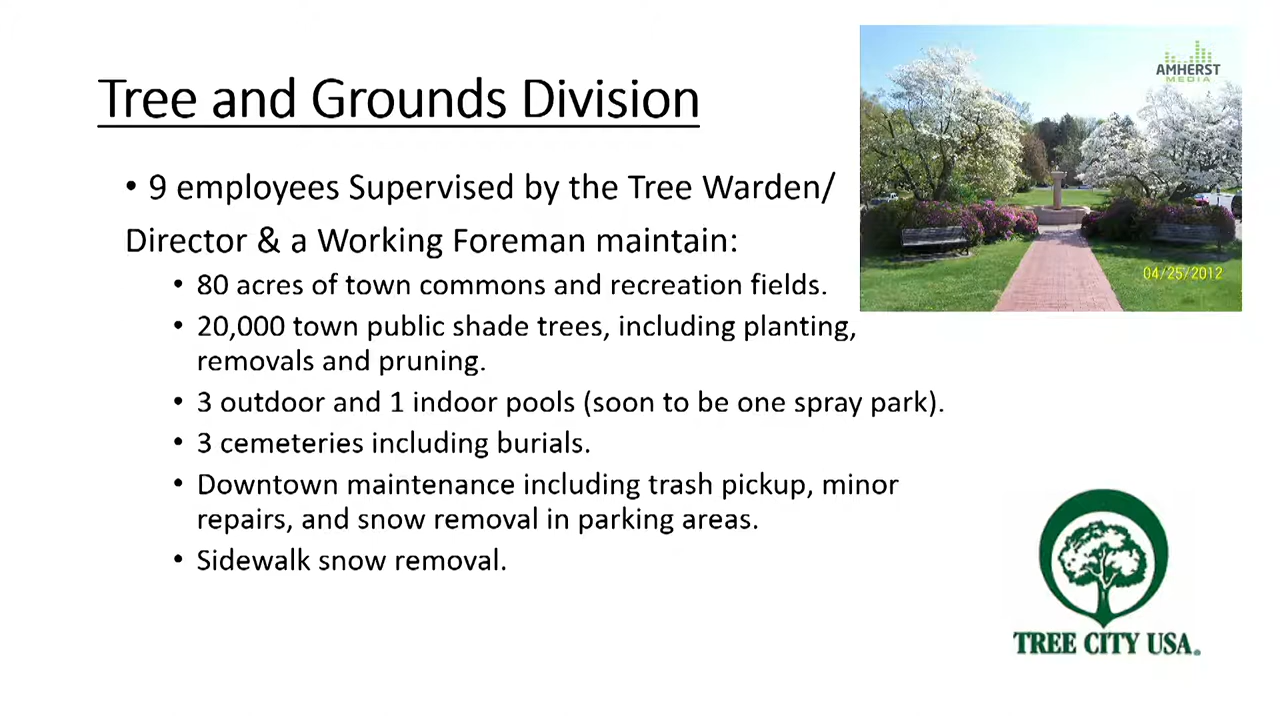 AMHERST
MEDIA
Tree and Grounds Division
• 9 employees Supervised by the Tree Warden/
Director & a Working Foreman maintain:
• 80 acres of town commons and recreation fields.
• 20,000 town public shade trees, including planting,
removals and pruning.
• 3 outdoor and 1 indoor pools (soon to be one spray park).
• 3 cemeteries including burials.
• Downtown maintenance including trash pickup, minor
repairs, and snow removal in parking areas.
• Sidewalk snow removal.
04/25/2012
TREE CITY USA®